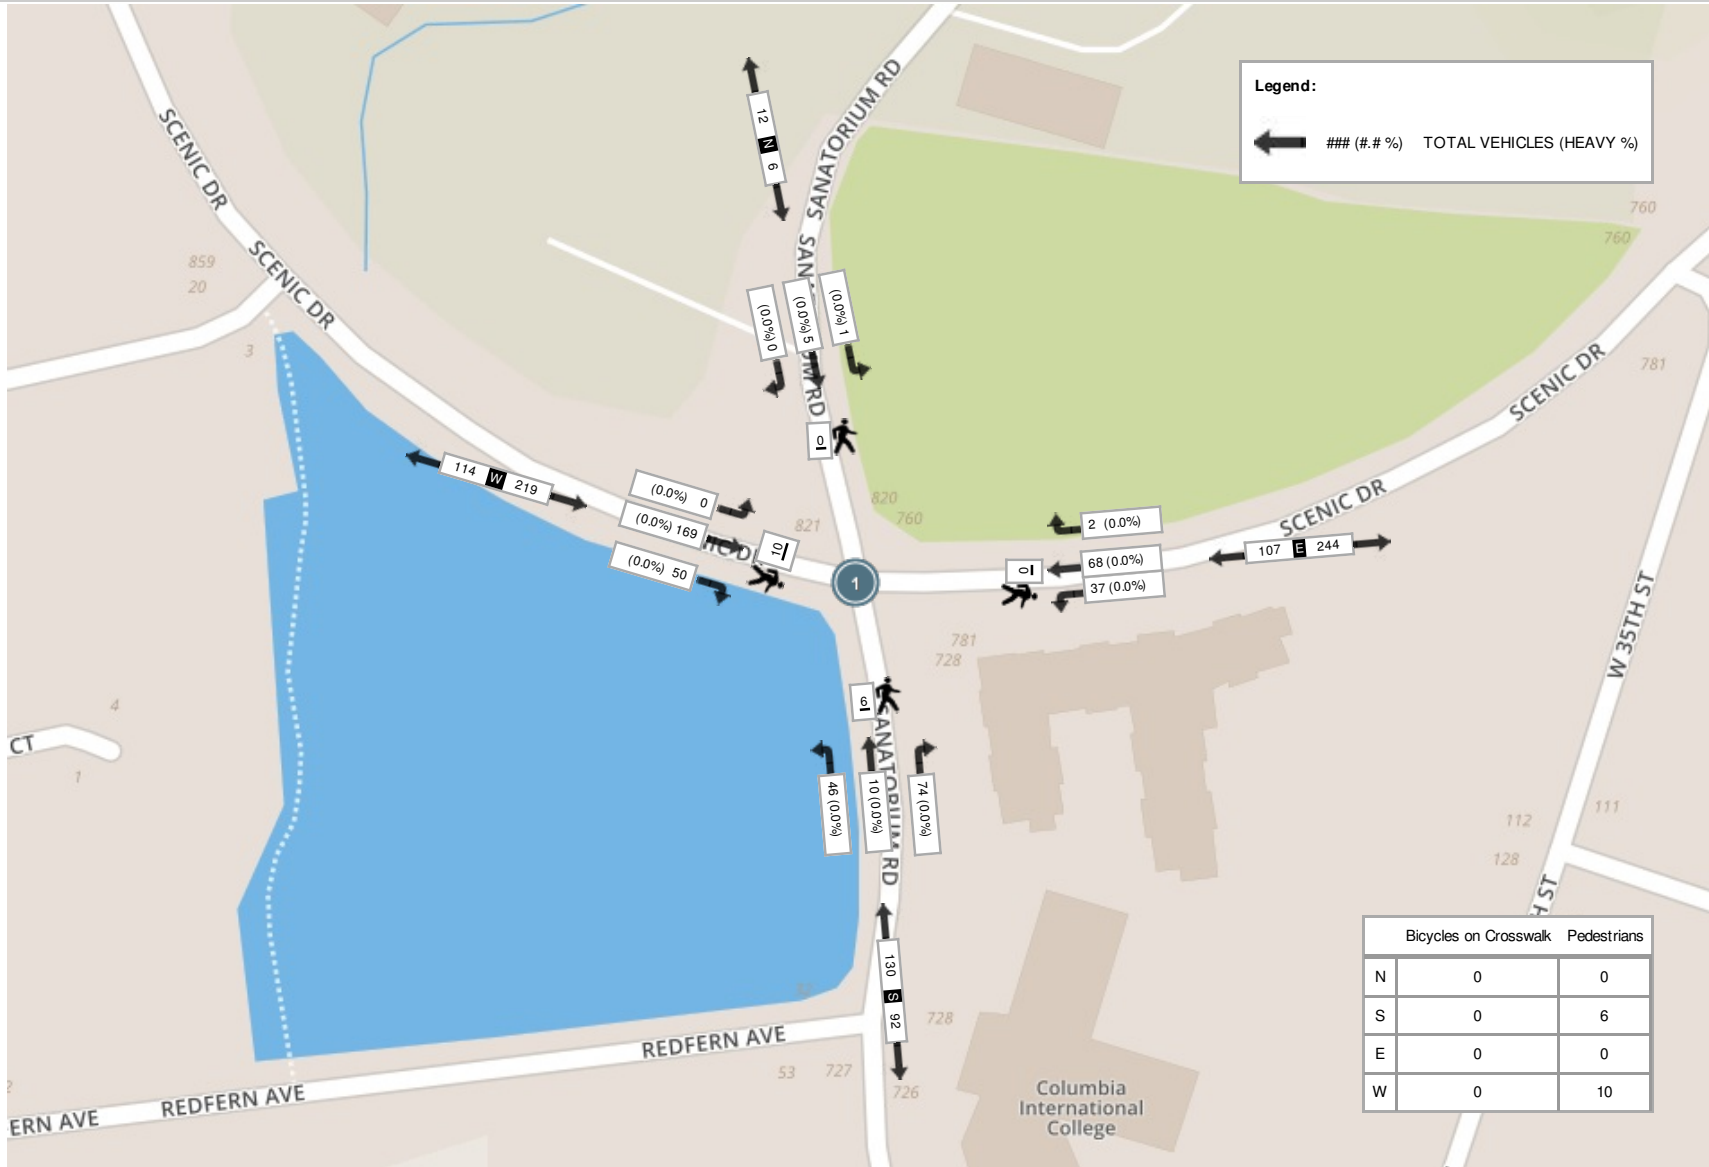 Legend:
### (#.# %) TOTAL VEHICLES (HEAVY %)
SCENIC DR
SCENIC DR
SANATORIUM RD
12 N 6
(0.0%) 0
(0.0%) 5
(0.0%) 1
0
859
20
3
760
760
781
SCENIC DR
SCENIC DR
114 W 219
(0.0%) 0
(0.0%) 169
(0.0%) 50
10
821
820
760
1
0
2 (0.0%)
68 (0.0%)
37 (0.0%)
107 E 244
781
728
W 35TH ST
6
SANATORIUM RD
46 (0.0%)
10 (0.0%)
74 (0.0%)
4
CT
1
112
111
128
H ST
130 S 92
728
REDFERN AVE
53
727
726
REDFERN AVE
FERN AVE
Columbia
International
College
Bicycles on Crosswalk Pedestrians
N 0 0
S 0 6
E 0 0
W 0 10